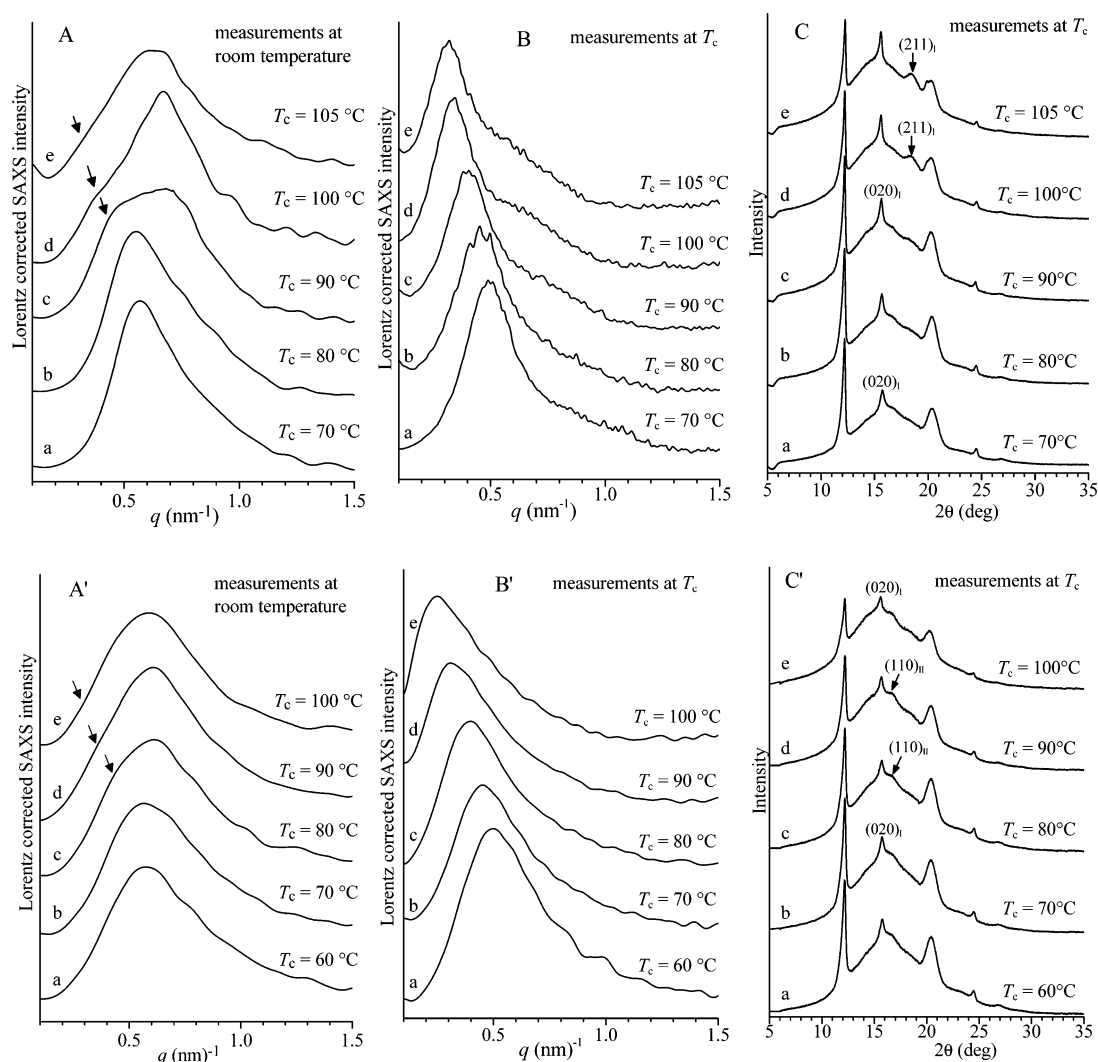 A
measurements at
room temperature
e
T_c = 105 °C
d
T_c = 100 °C
c
T_c = 90 °C
b
T_c = 80 °C
a
T_c = 70 °C
Lorentz corrected SAXS intensity
0.5
1.0
1.5
q (nm⁻¹)
B
measurements at T_c
e
T_c = 105 °C
d
T_c = 100 °C
c
T_c = 90 °C
b
T_c = 80 °C
a
T_c = 70 °C
Lorentz corrected SAXS intensity
0.5
1.0
1.5
q (nm⁻¹)
C
measuremets at T_c
(211)_I
e
T_c = 105 °C
(211)_I
d
T_c = 100°C
(020)_I
c
T_c = 90°C
b
T_c = 80°C
(020)_I
a
T_c = 70°C
Intensity
5 10 15 20 25 30 35
2θ (deg)
A'
measurements at
room temperature
e
T_c = 100 °C
d
T_c = 90 °C
c
T_c = 80 °C
b
T_c = 70 °C
a
T_c = 60 °C
Lorentz corrected SAXS intensity
0.5
1.0
1.5
q (nm)⁻¹
B'
measurements at T_c
e
T_c = 100 °C
d
T_c = 90 °C
c
T_c = 80 °C
b
T_c = 70 °C
a
T_c = 60 °C
Lorentz corrected SAXS intensity
0.5
1.0
1.5
q (nm)⁻¹
C'
measurements at T_c
(020)_I
e
T_c = 100°C
(110)_II
d
T_c = 90°C
(110)_II
c
T_c = 80°C
(020)_I
b
T_c = 70°C
a
T_c = 60°C
Intensity
5 10 15 20 25 30 35
2θ (deg)